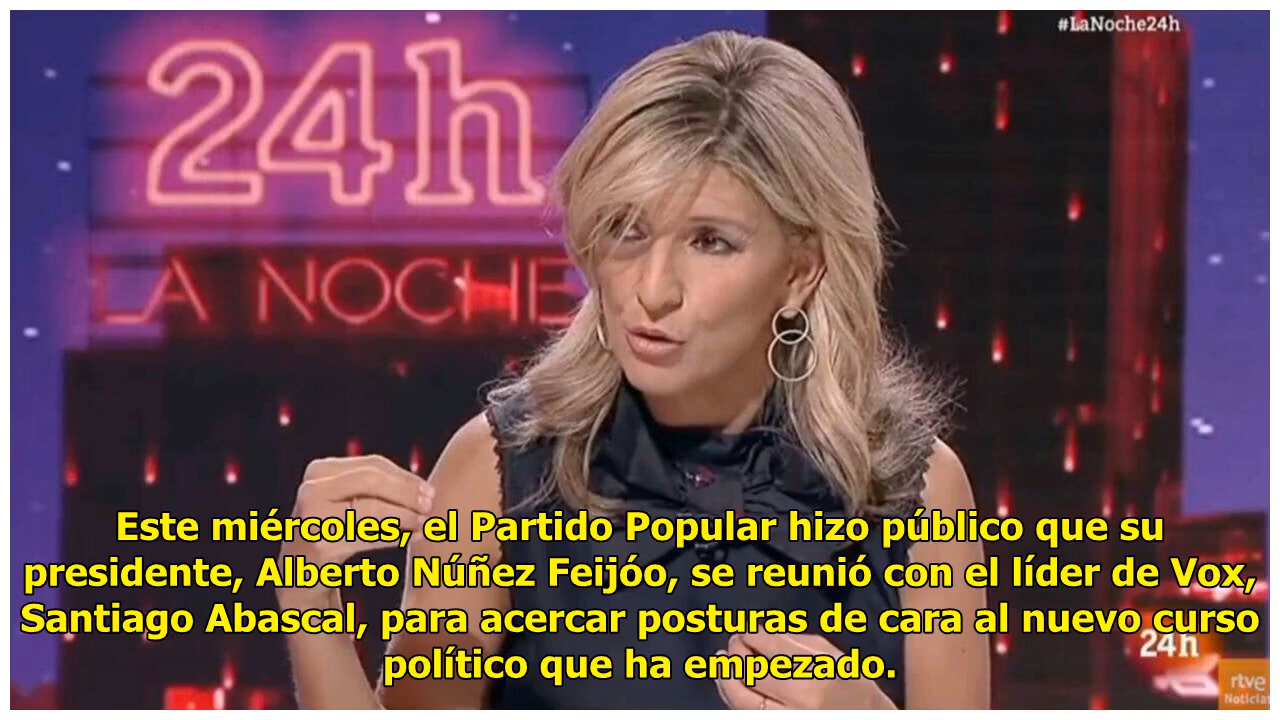 #LaNoche24h
24h
LA NOCHE
Este miércoles, el Partido Popular hizo público que su
presidente, Alberto Núñez Feijóo, se reunió con el líder de Vox,
Santiago Abascal, para acercar posturas de cara al nuevo curso
político que ha empezado.
24h
rtve
Noticias